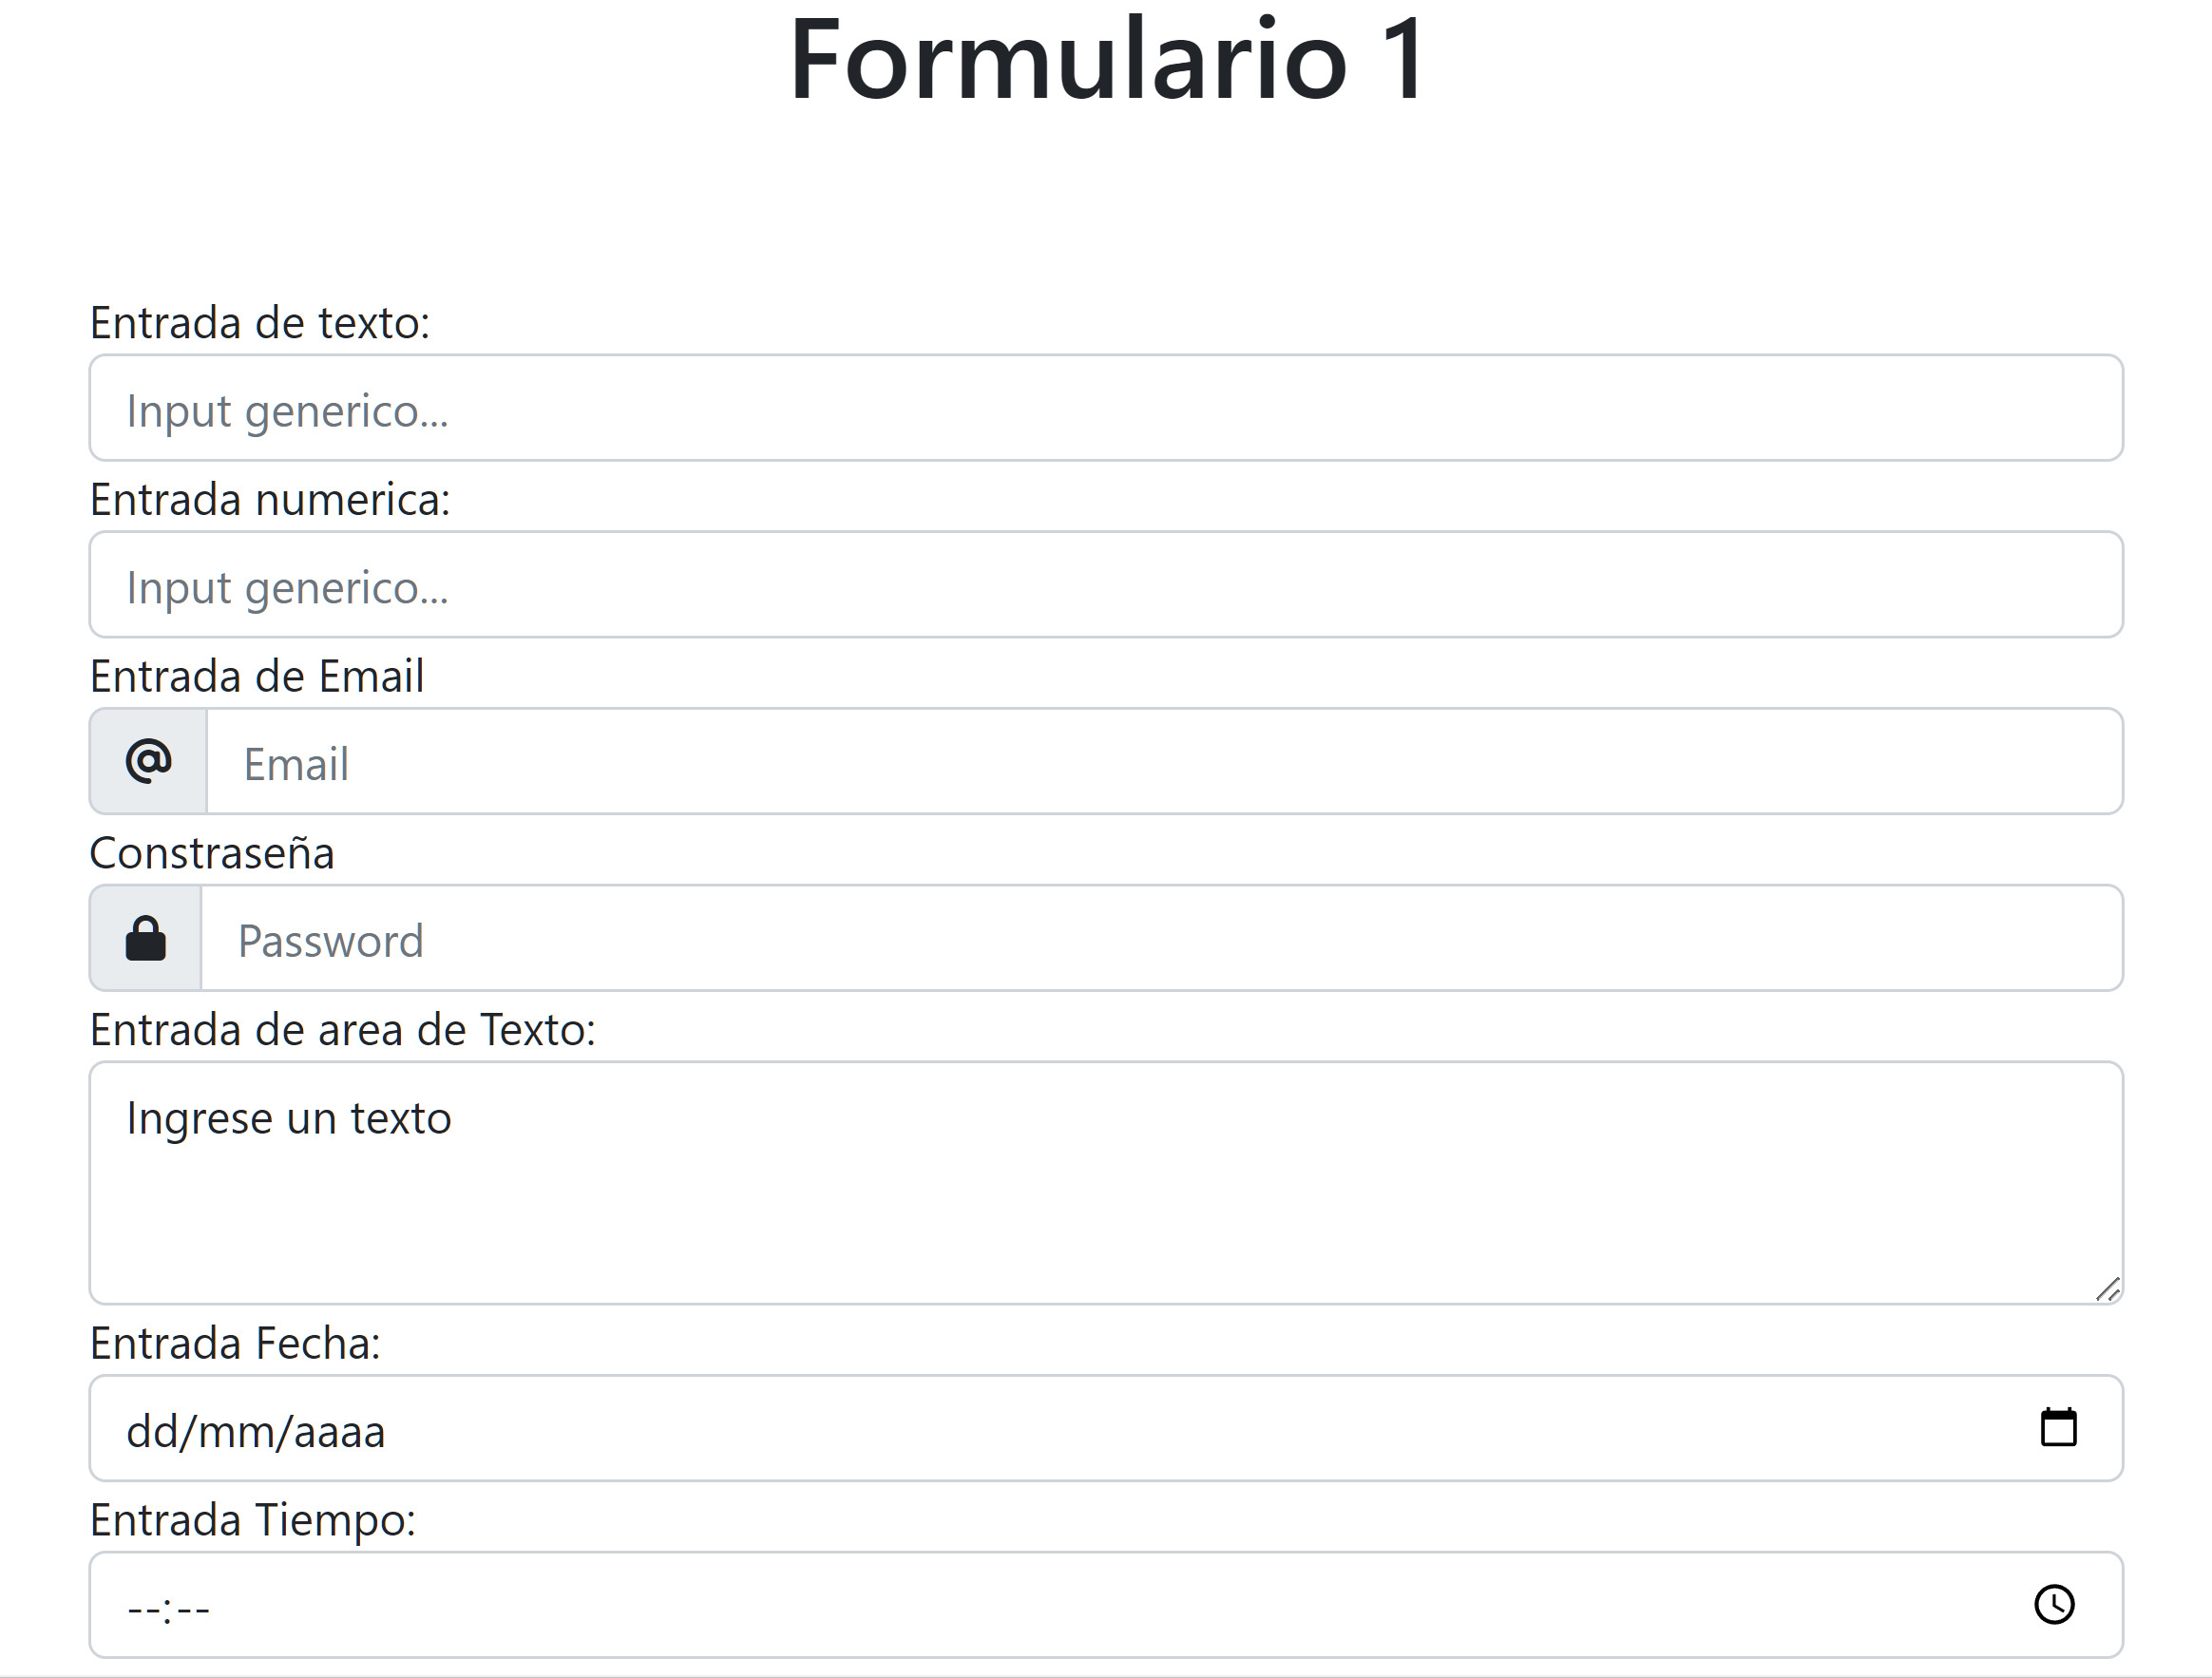 Formulario 1
Entrada de texto:
Input generico...
Entrada numerica:
Input generico...
Entrada de Email
@ Email
Constraseña
Password
Entrada de area de Texto:
Ingrese un texto
Entrada Fecha:
dd/mm/aaaa
Entrada Tiempo:
--:--